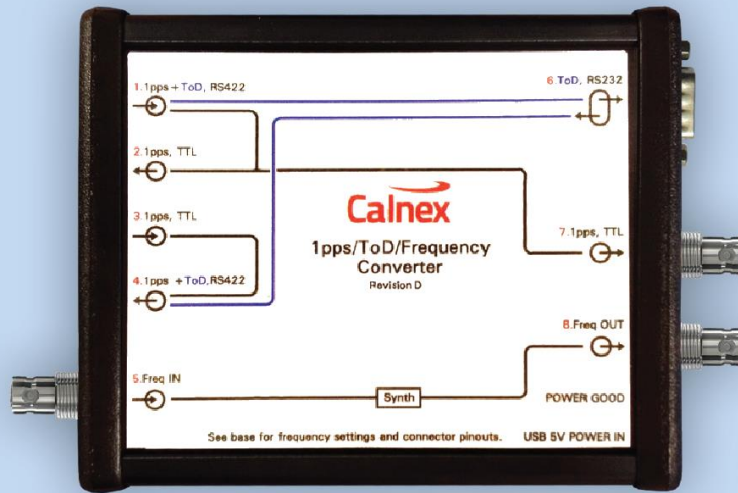 1.1pps+ToD, RS422
6.ToD, RS232
2.1pps, TTL
3.1pps, TTL
Calnex
7.1pps, TTL
1pps/ToD/Frequency
Converter
Revision D
4.1pps +ToD,RS422
8.Freq OUT
5.Freq IN
Synth
POWER GOOD
See base for frequency settings and connector pinouts.
USB 5V POWER IN